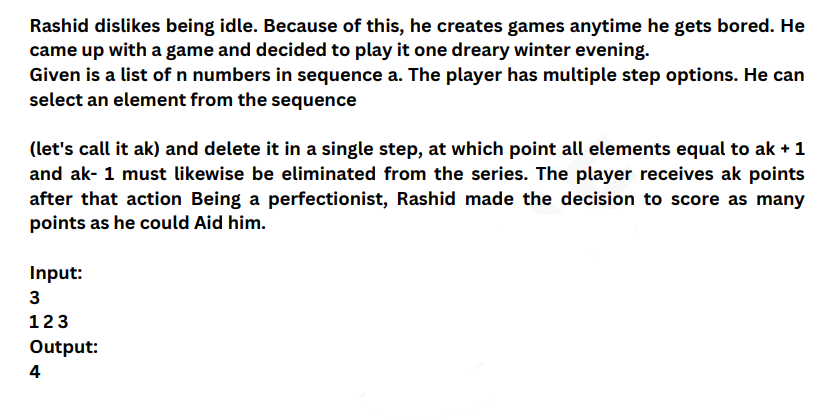 Rashid dislikes being idle. Because of this, he creates games anytime he gets bored. He
came up with a game and decided to play it one dreary winter evening.
Given is a list of n numbers in sequence a. The player has multiple step options. He can
select an element from the sequence
(let's call it ak) and delete it in a single step, at which point all elements equal to ak + 1
and ak- 1 must likewise be eliminated from the series. The player receives ak points
after that action Being a perfectionist, Rashid made the decision to score as many
points as he could Aid him.
Input:
3
1 2 3
Output:
4